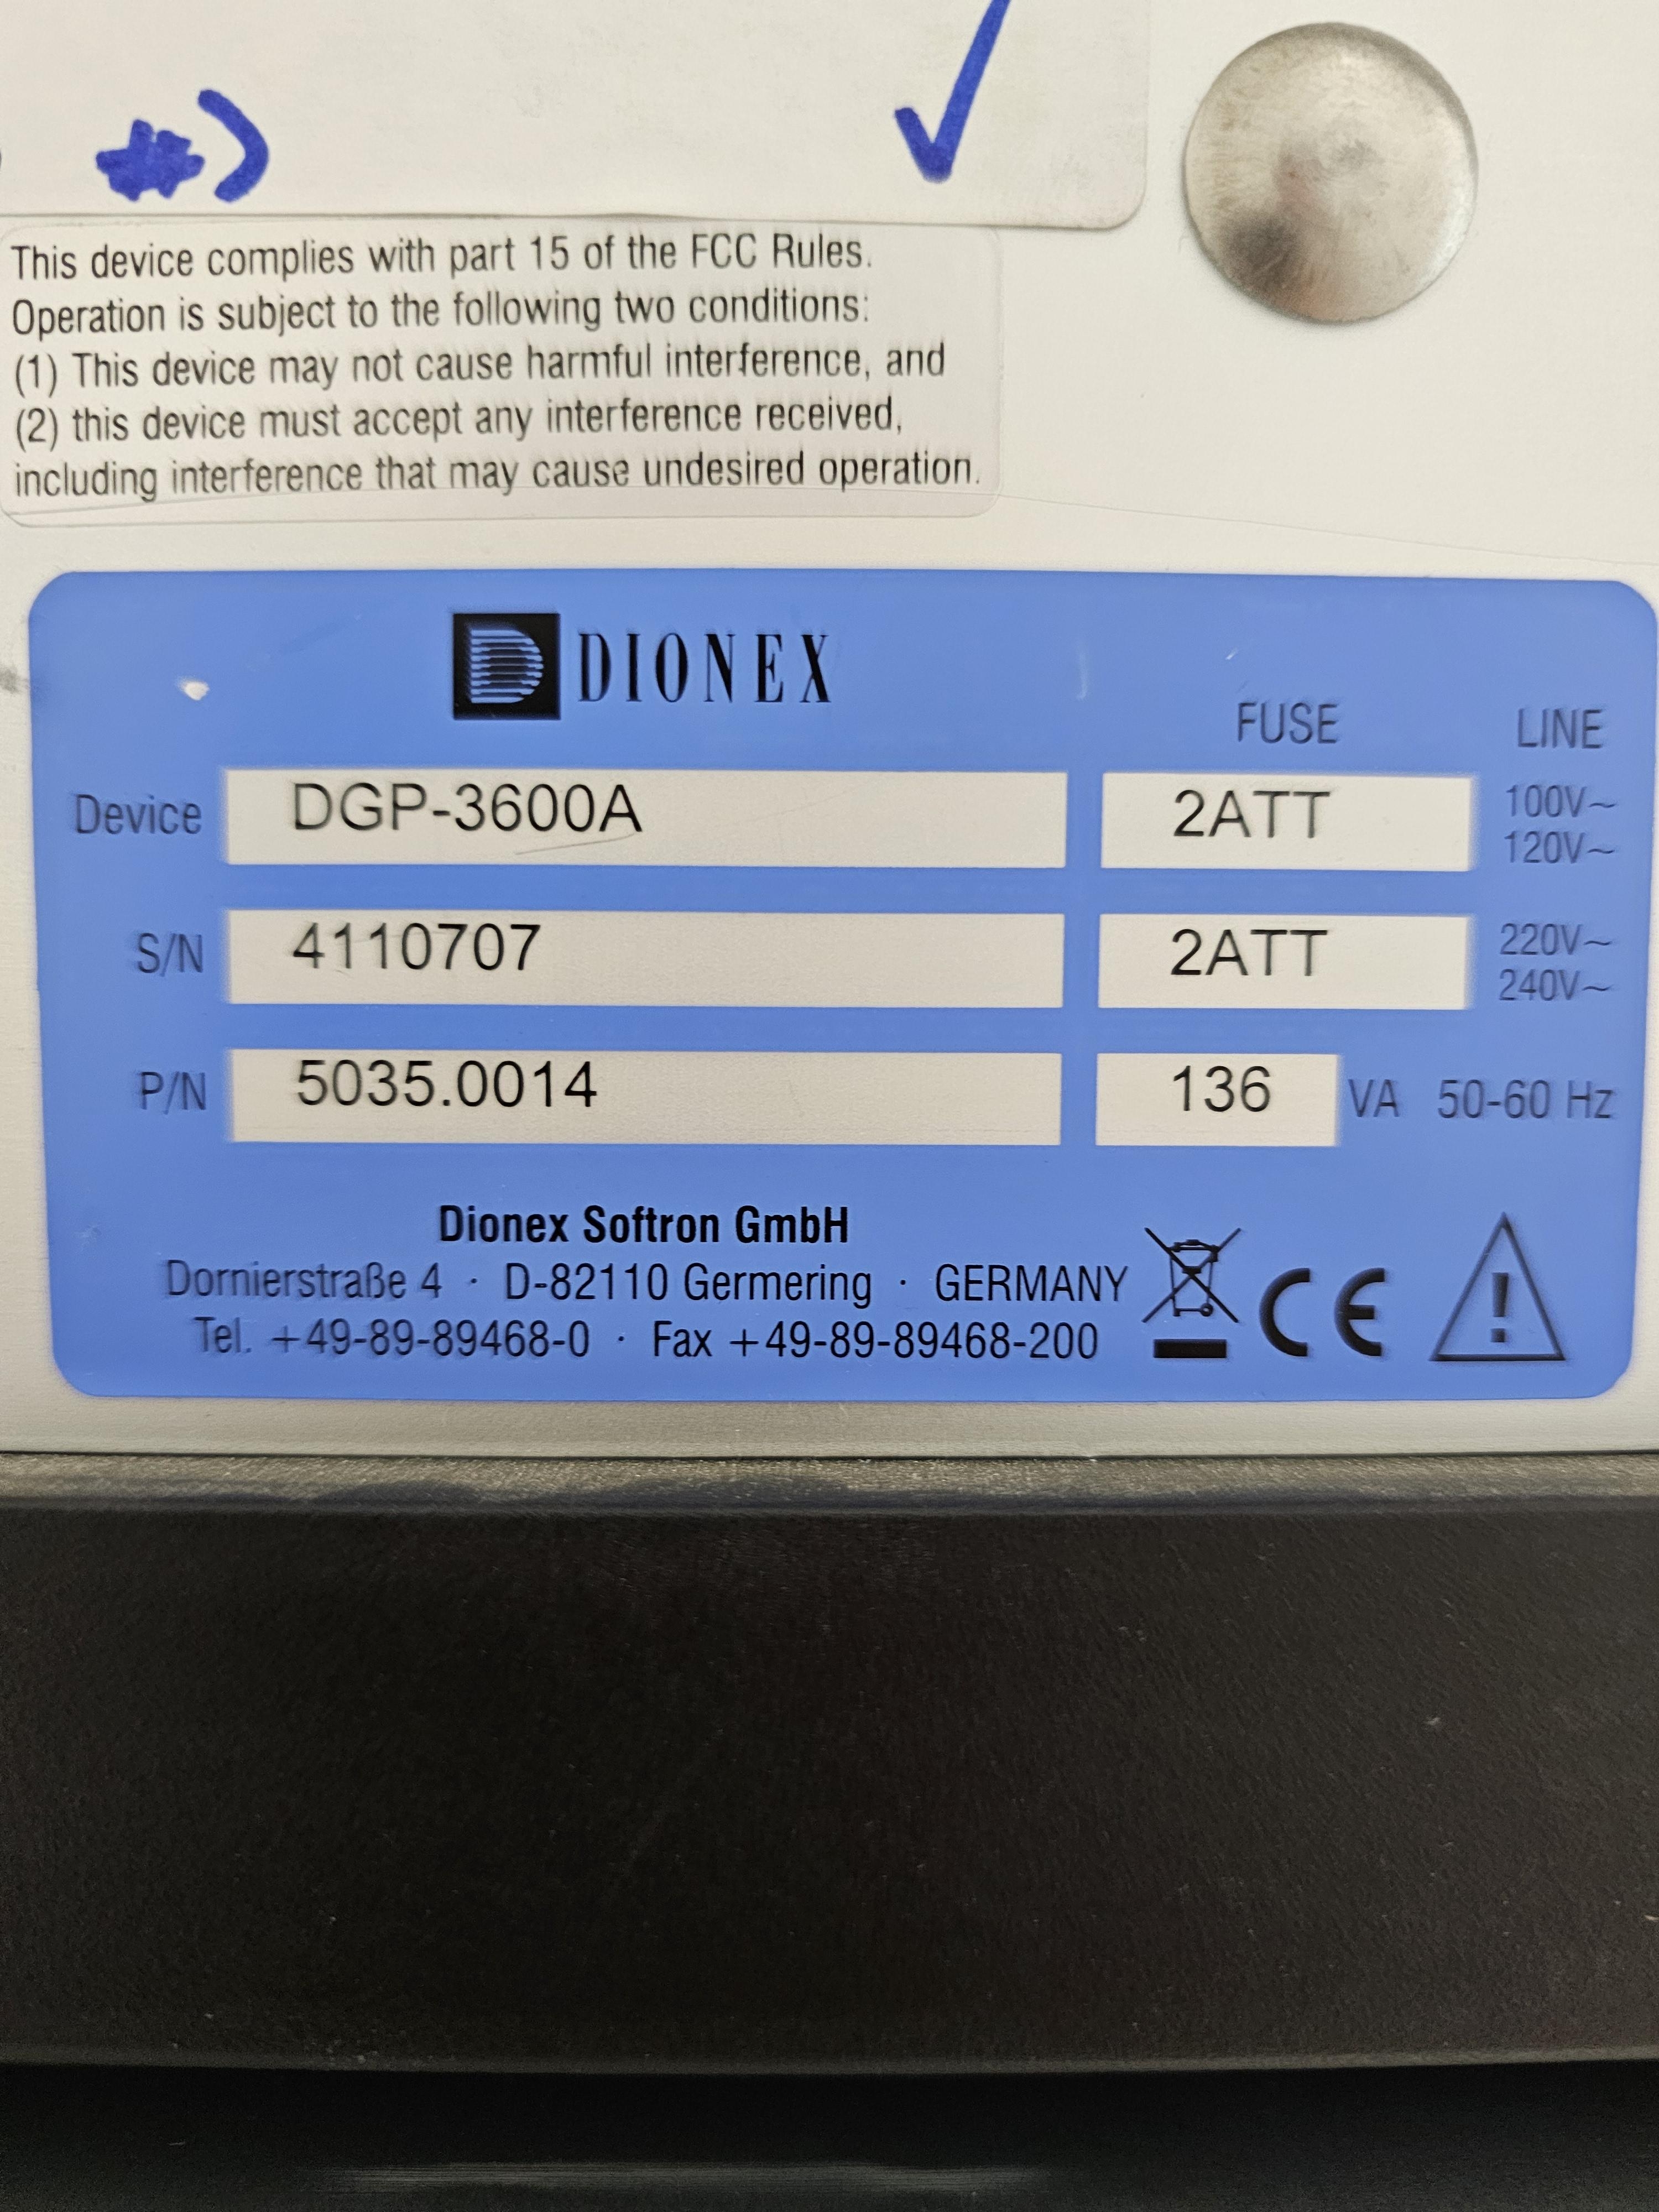 This device complies with part 15 of the FCC Rules.
Operation is subject to the following two conditions:
(1) This device may not cause harmful interference, and
(2) this device must accept any interference received,
including interference that may cause undesired operation.
DIONEX
FUSE LINE
Device DGP-3600A 2ATT 100V~
120V~
S/N 4110707 2ATT 220V~
240V~
P/N 5035.0014 136 VA 50-60 Hz
Dionex Softron GmbH
Dornierstraße 4 · D-82110 Germering · GERMANY
Tel. +49-89-89468-0 · Fax +49-89-89468-200
CE